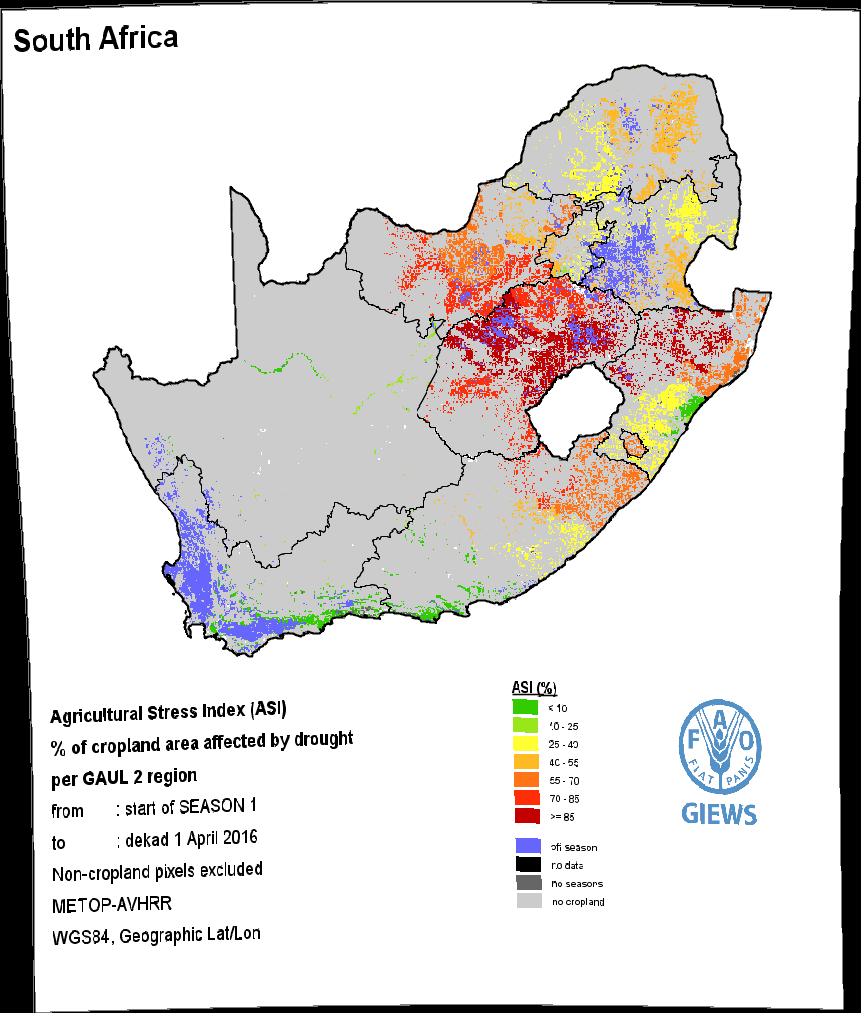 South Africa
Agricultural Stress Index (ASI)
% of cropland area affected by drought
per GAUL 2 region
from : start of SEASON 1
to : dekad 1 April 2016
Non-cropland pixels excluded
METOP-AVHRR
WGS84, Geographic Lat/Lon
ASI (%)
< 10
10 - 25
25 - 40
40 - 55
55 - 70
70 - 85
>= 85
off season
no data
no seasons
no cropland
F A O
FIAT PANIS
GIEWS